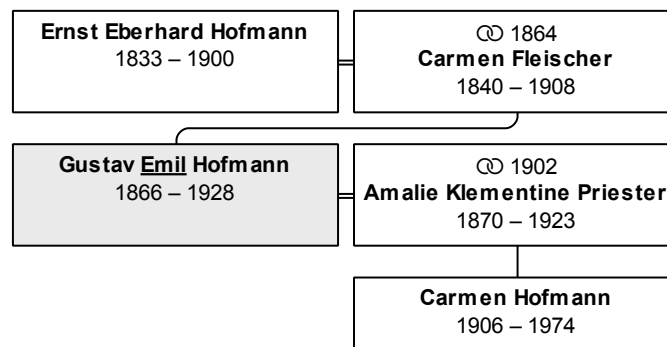 Ernst Eberhard Hofmann
1833 – 1900
⚭ 1864
Carmen Fleischer
1840 – 1908
Gustav Emil Hofmann
1866 – 1928
⚭ 1902
Amalie Klementine Priester
1870 – 1923
Carmen Hofmann
1906 – 1974